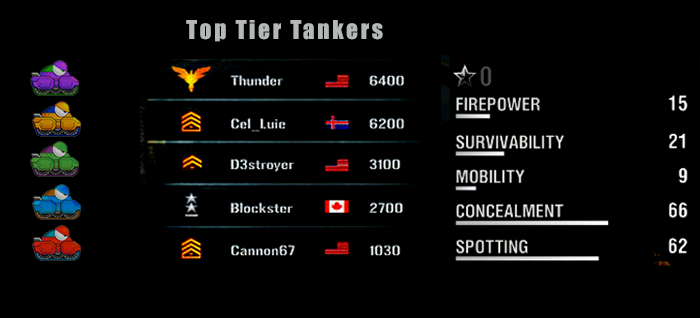 Top Tier Tankers
Thunder 6400
Cel_Luie 6200
D3stroyer 3100
Blockster 2700
Cannon67 1030
0
FIREPOWER 15
SURVIVABILITY 21
MOBILITY 9
CONCEALMENT 66
SPOTTING 62